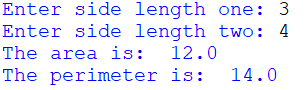 Enter side length one: 3
Enter side length two: 4
The area is:  12.0
The perimeter is:  14.0